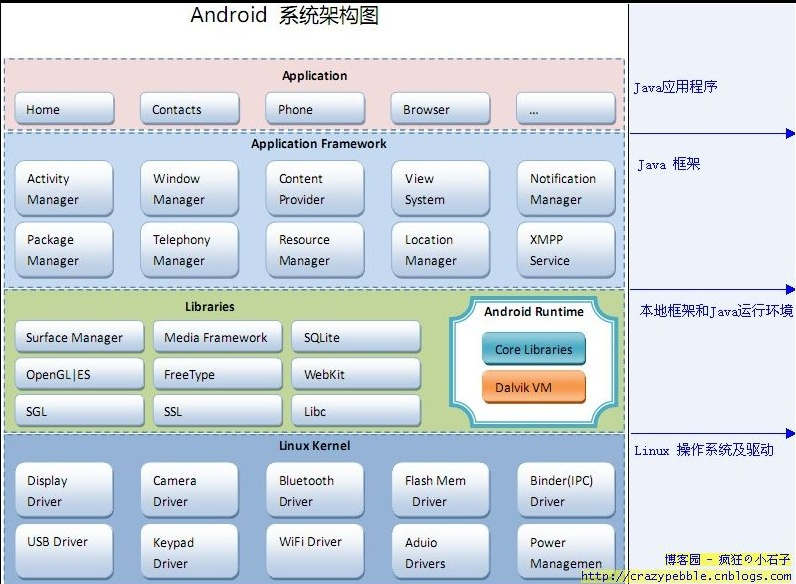 Android 系统架构图
Application
Home
Contacts
Phone
Browser
...
Java应用程序
Application Framework
Activity
Manager
Window
Manager
Content
Provider
View
System
Notification
Manager
Package
Manager
Telephony
Manager
Resource
Manager
Location
Manager
XMPP
Service
Java 框架
Libraries
Surface Manager
Media Framework
SQLite
OpenGL|ES
FreeType
WebKit
SGL
SSL
Libc
Android Runtime
Core Libraries
Dalvik VM
本地框架和Java运行环境
Linux Kernel
Display
Driver
Camera
Driver
Bluetooth
Driver
Flash Mem
Driver
Binder(IPC)
Driver
USB Driver
Keypad
Driver
WiFi Driver
Aduio
Drivers
Power
Managemen
Linux 操作系统及驱动
博客园 - 疯狂の小石子
http://crazypebble.cnblogs.com